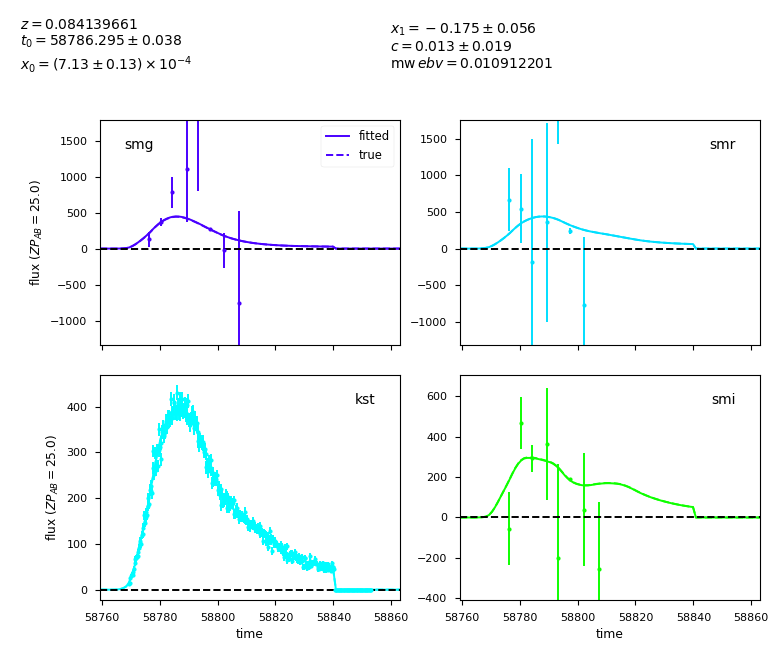 z = 0.084139661
t₀ = 58786.295 ± 0.038
x₀ = (7.13 ± 0.13) × 10⁻⁴
x₁ = −0.175 ± 0.056
c = 0.013 ± 0.019
mw ebv = 0.010912201
smg
fitted
true
1500
1000
500
0
−500
−1000
flux (ZP_AB = 25.0)
smr
1500
1000
500
0
−500
−1000
kst
400
300
200
100
0
flux (ZP_AB = 25.0)
58760 58780 58800 58820 58840 58860
time
smi
600
400
200
0
−200
−400
58760 58780 58800 58820 58840 58860
time